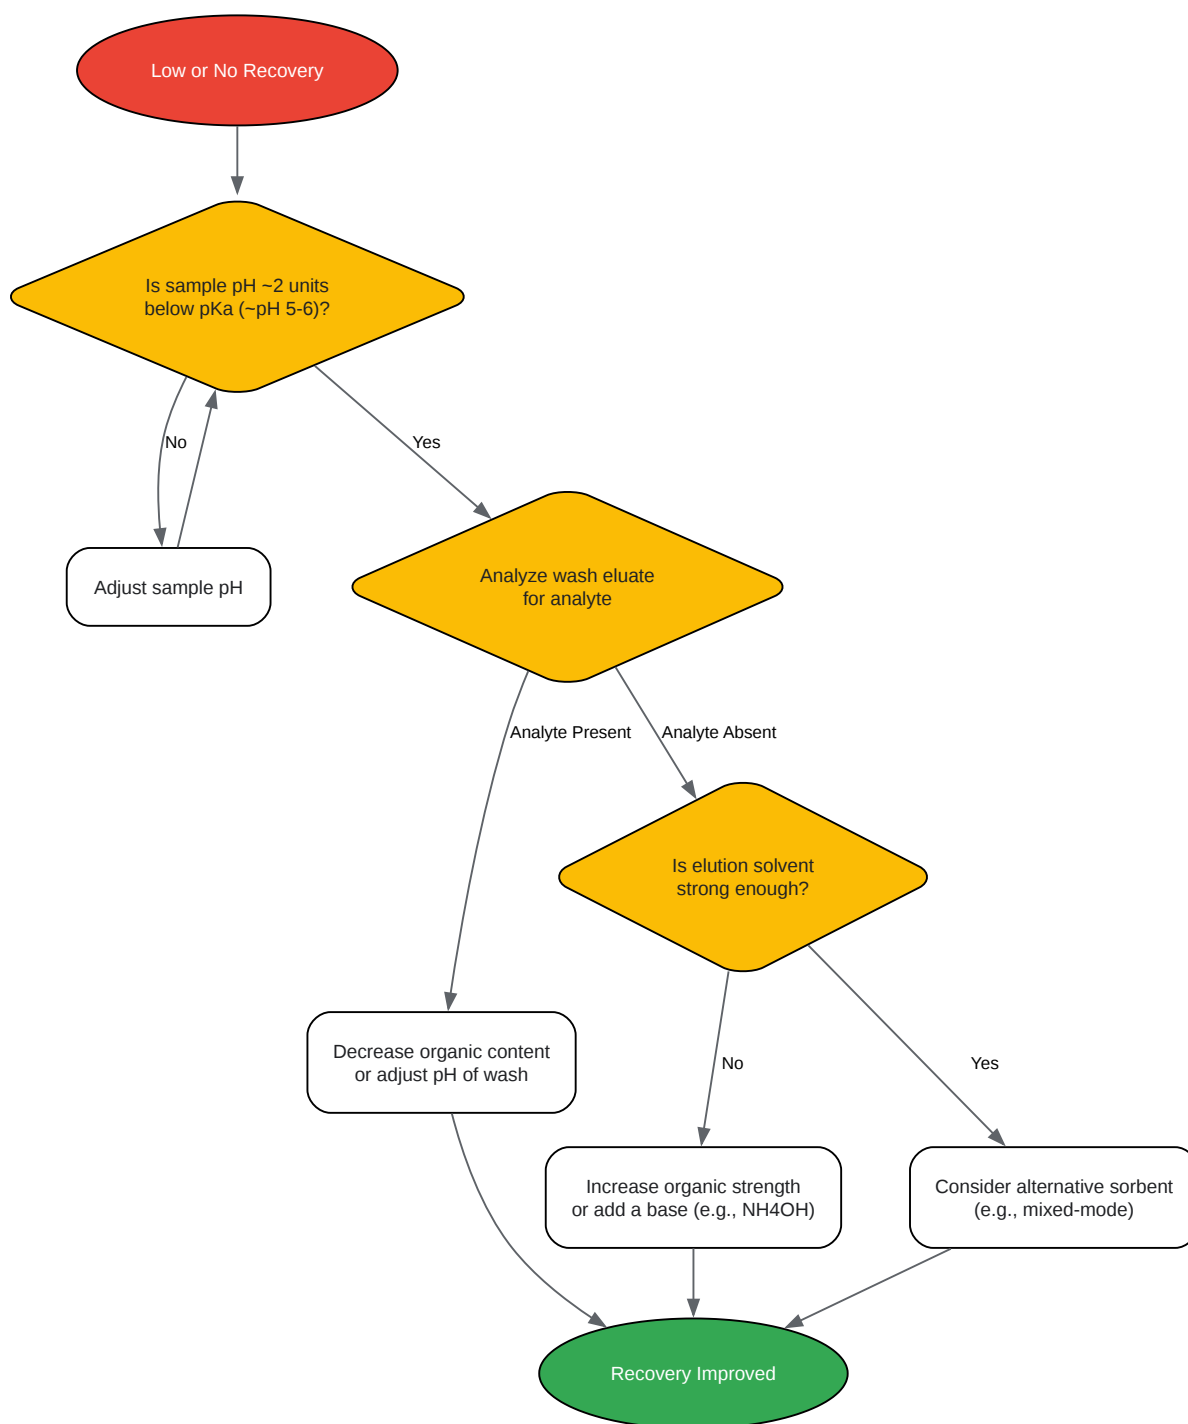 Low or No Recovery
Is sample pH ~2 units
below pKa (~pH 5-6)?
No
Yes
Adjust sample pH
Analyze wash eluate
for analyte
Analyte Present
Analyte Absent
Is elution solvent
strong enough?
Decrease organic content
or adjust pH of wash
No
Yes
Increase organic strength
or add a base (e.g., NH4OH)
Consider alternative sorbent
(e.g., mixed-mode)
Recovery Improved